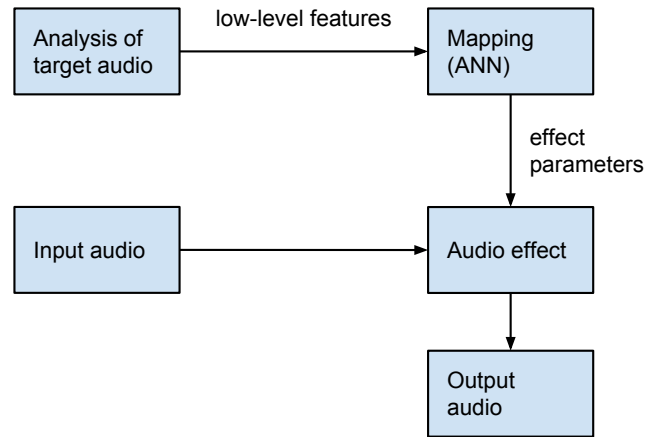 low-level features
Analysis of
target audio
Mapping
(ANN)
effect
parameters
Input audio
Audio effect
Output
audio